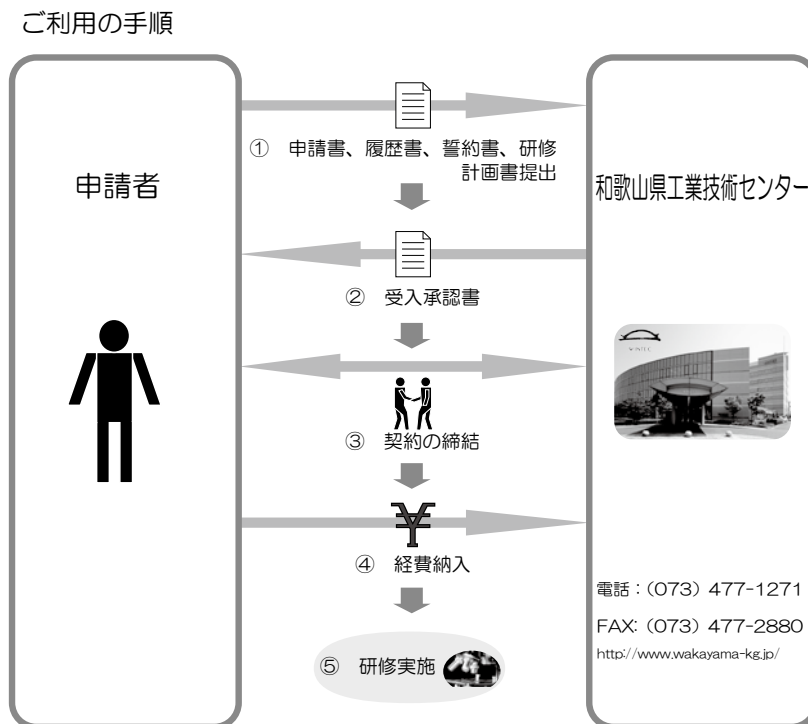 ご利用の手順
申請者
① 申請書、履歴書、誓約書、研修
計画書提出
② 受入承認書
③ 契約の締結
④ 経費納入
⑤ 研修実施
和歌山県工業技術センター
電話：(073) 477-1271
FAX: (073) 477-2880
http://www.wakayama-kg.jp/